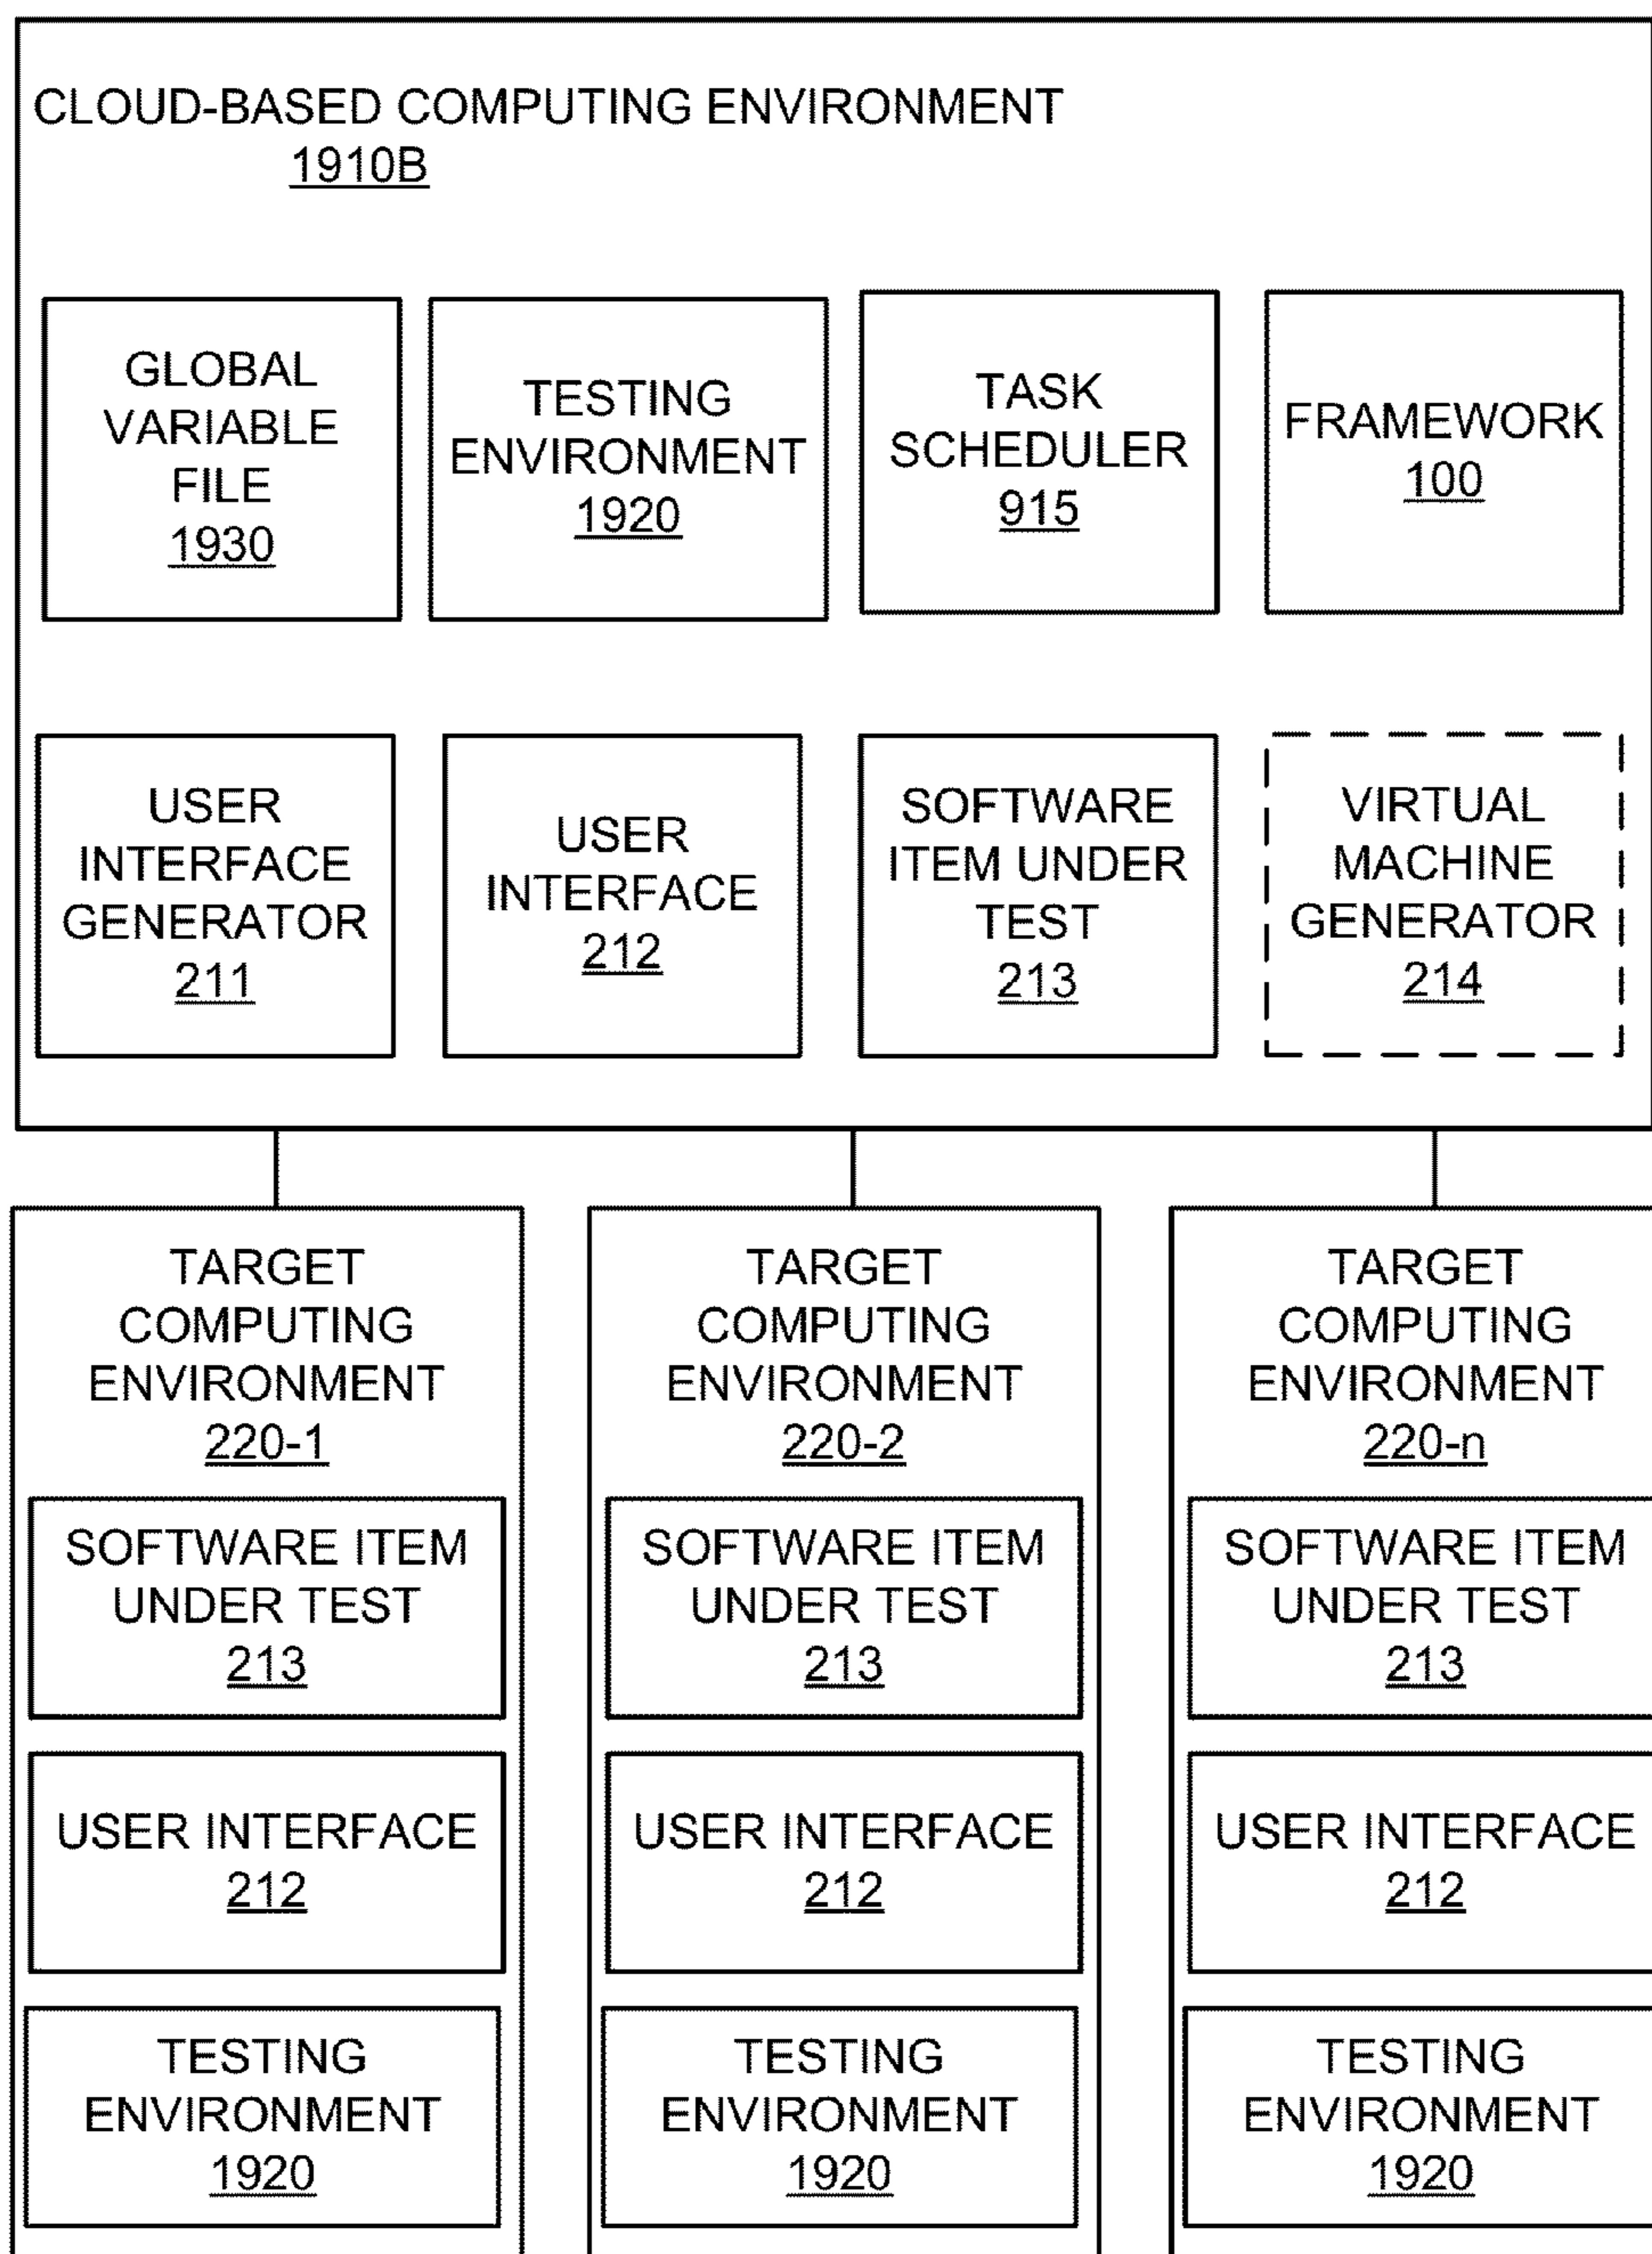 CLOUD-BASED COMPUTING ENVIRONMENT
1910B
GLOBAL
VARIABLE
FILE
1930
TESTING
ENVIRONMENT
1920
TASK
SCHEDULER
915
FRAMEWORK
100
USER
INTERFACE
GENERATOR
211
USER
INTERFACE
212
SOFTWARE
ITEM UNDER
TEST
213
VIRTUAL
MACHINE
GENERATOR
214
TARGET
COMPUTING
ENVIRONMENT
220-1
SOFTWARE ITEM
UNDER TEST
213
USER INTERFACE
212
TESTING
ENVIRONMENT
1920
TARGET
COMPUTING
ENVIRONMENT
220-2
SOFTWARE ITEM
UNDER TEST
213
USER INTERFACE
212
TESTING
ENVIRONMENT
1920
TARGET
COMPUTING
ENVIRONMENT
220-n
SOFTWARE ITEM
UNDER TEST
213
USER INTERFACE
212
TESTING
ENVIRONMENT
1920